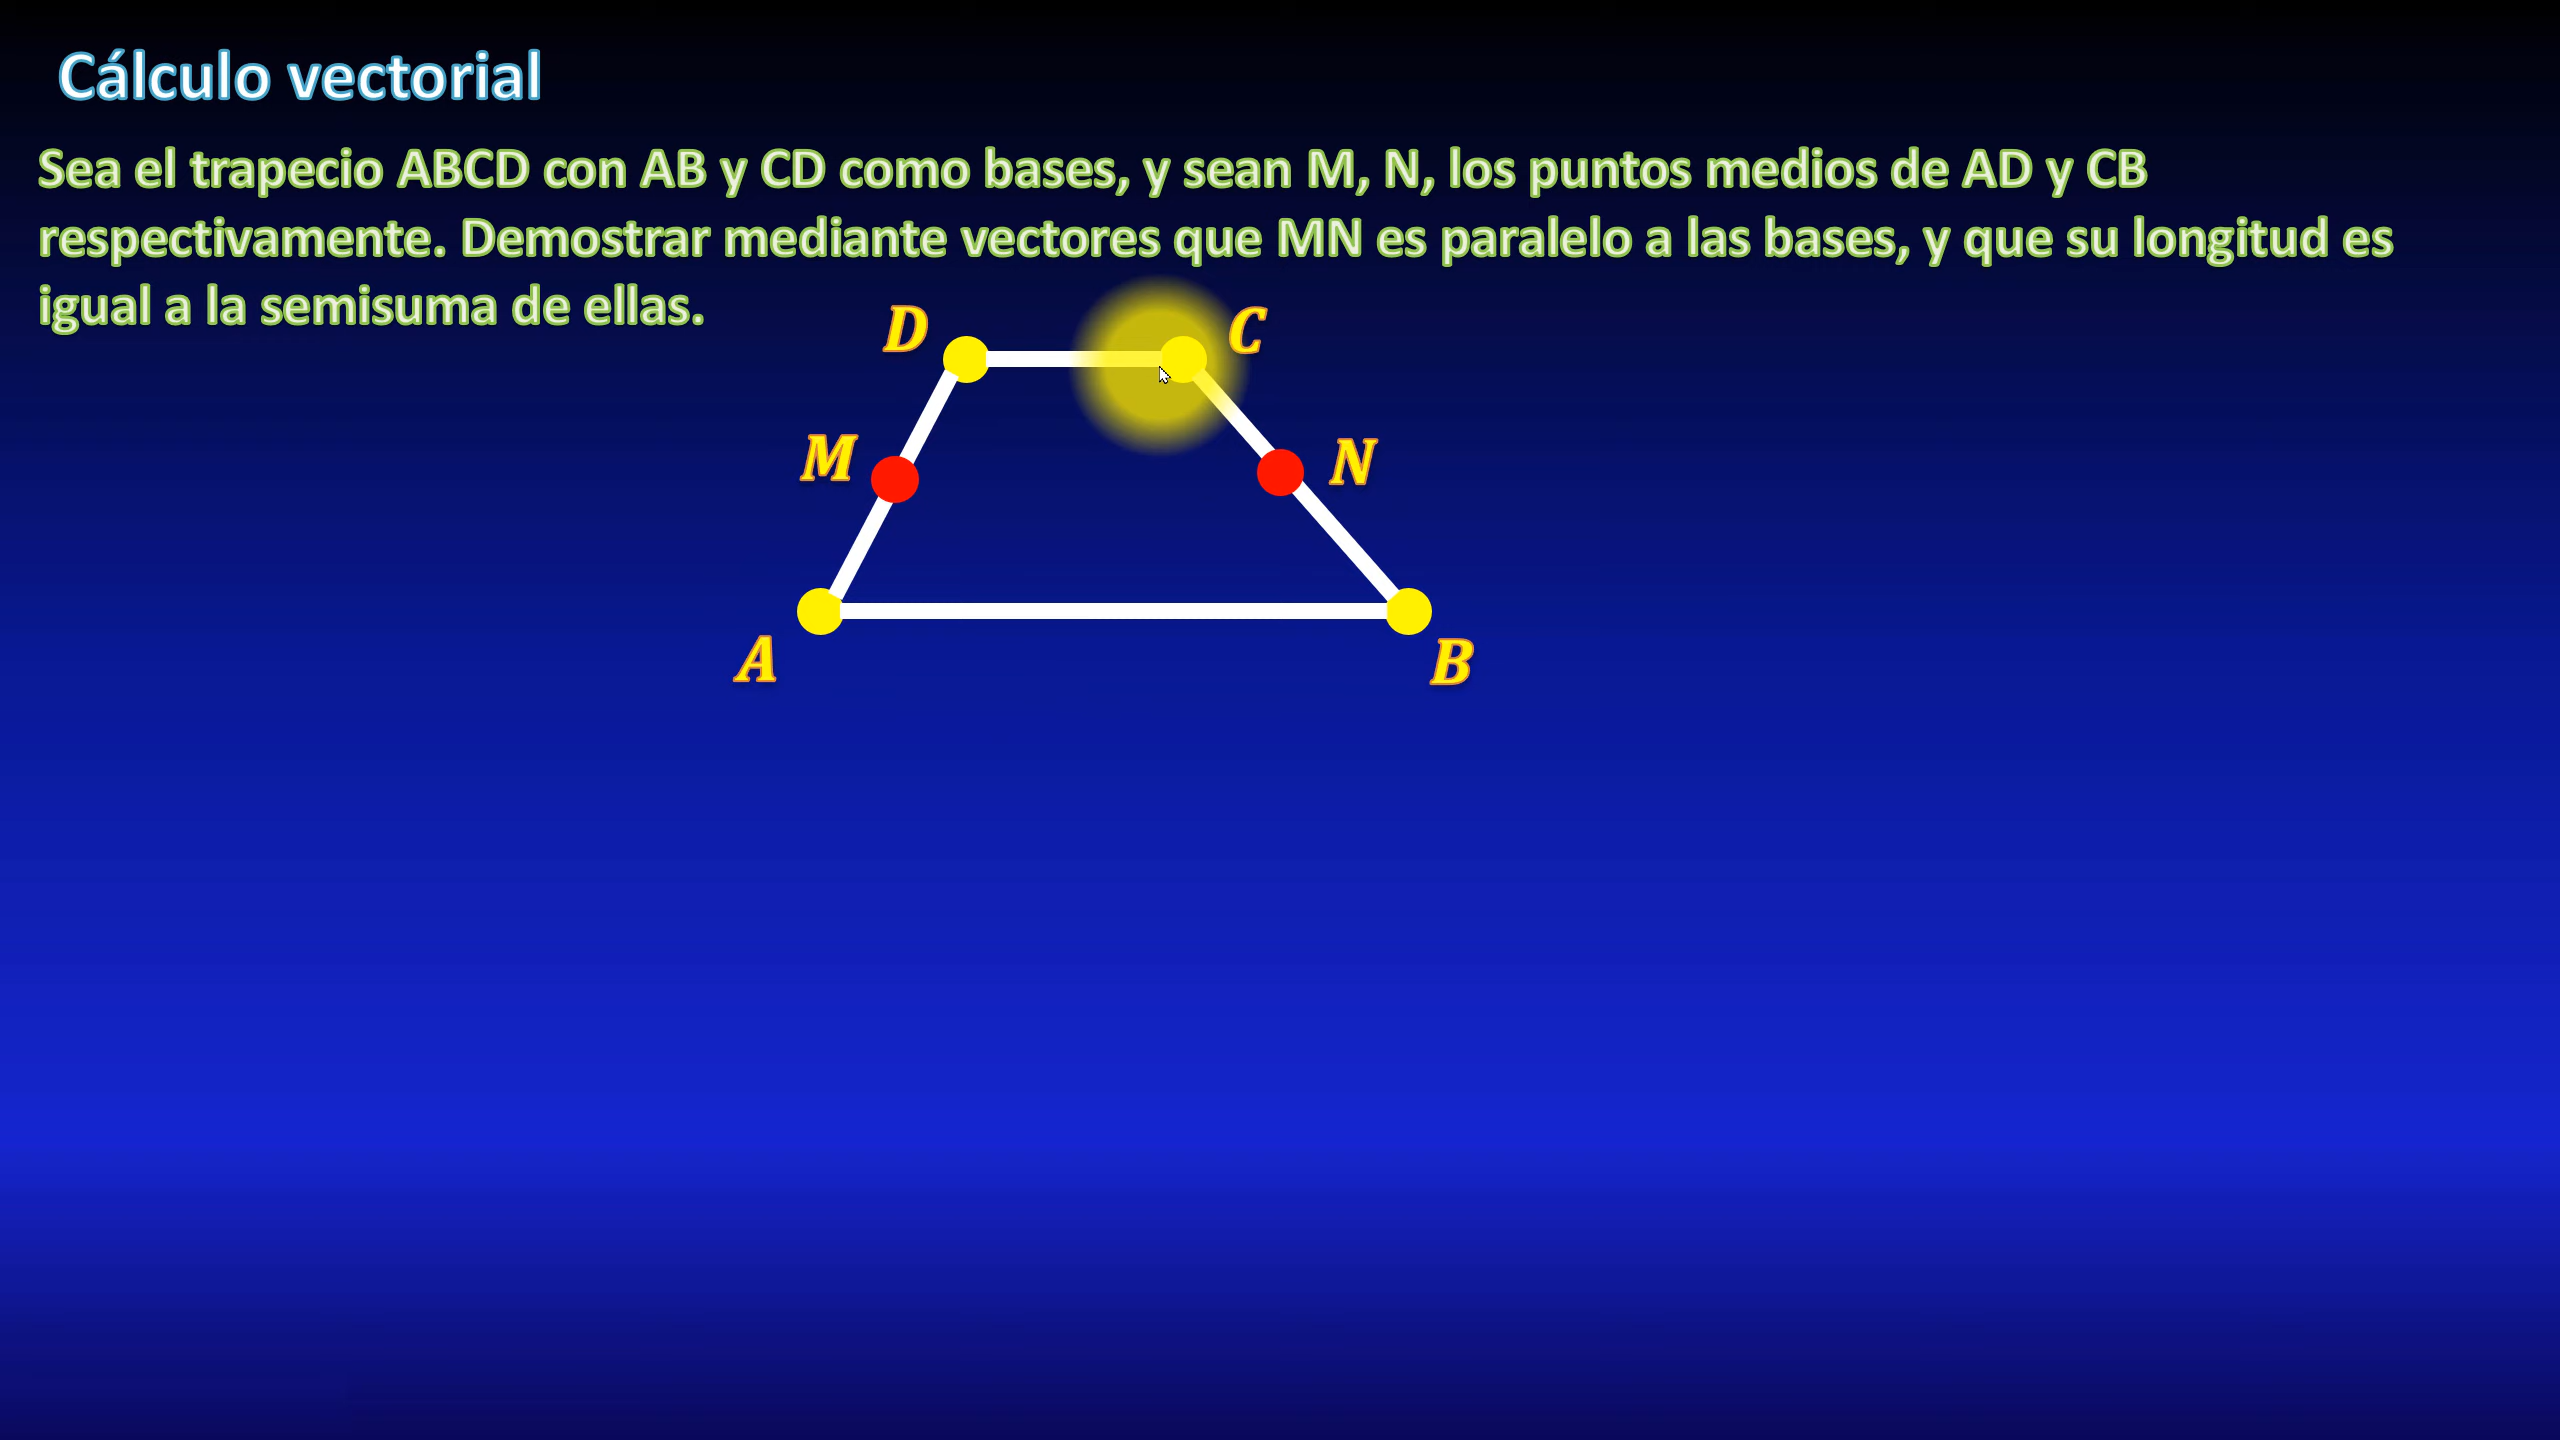 Cálculo vectorial
Sea el trapecio ABCD con AB y CD como bases, y sean M, N, los puntos medios de AD y CB
respectivamente. Demostrar mediante vectores que MN es paralelo a las bases, y que su longitud es
igual a la semisuma de ellas.
D C
M N
A B